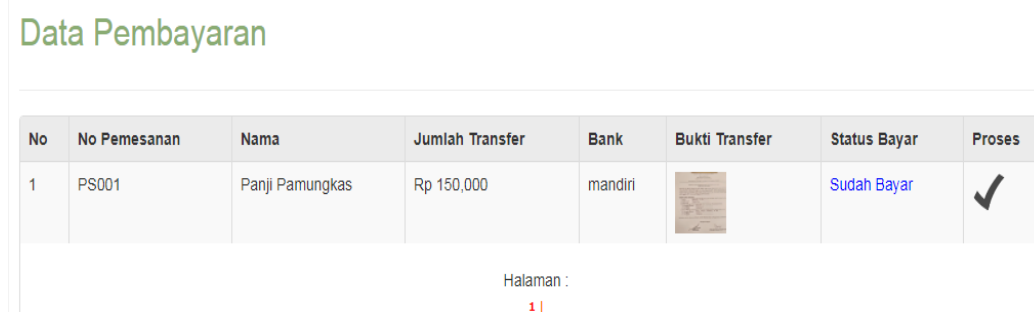 Data Pembayaran
No No Pemesanan Nama Jumlah Transfer Bank Bukti Transfer Status Bayar Proses
1 PS001 Panji Pamungkas Rp 150,000 mandiri Sudah Bayar
Halaman :
1 |